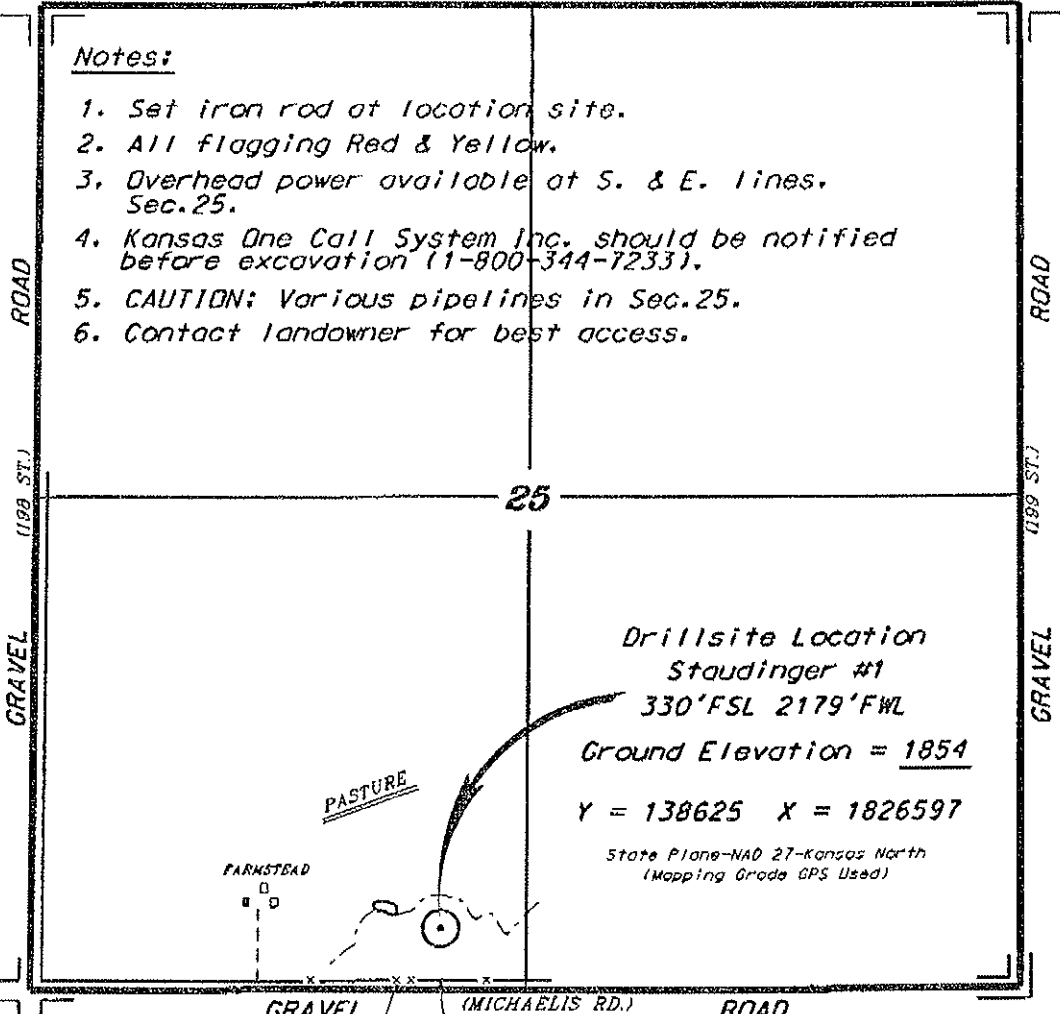 Notes:
1. Set iron rod at location site.
2. All flagging Red & Yellow.
3. Overhead power available at S. & E. lines.
Sec.25.
4. Kansas One Call System Inc. should be notified
before excavation (1-800-344-7233).
5. CAUTION: Various pipelines in Sec.25.
6. Contact landowner for best access.
ROAD
(198 ST.)
GRAVEL
ROAD
(199 ST.)
GRAVEL
25
Drillsite Location
Staudinger #1
330'FSL 2179'FWL
Ground Elevation = 1854
Y = 138625 X = 1826597
State Plane-NAD 27-Kansas North
(Mapping Grade GPS Used)
PASTURE
FARMSTEAD
GRAVEL (MICHAELIS RD.) ROAD